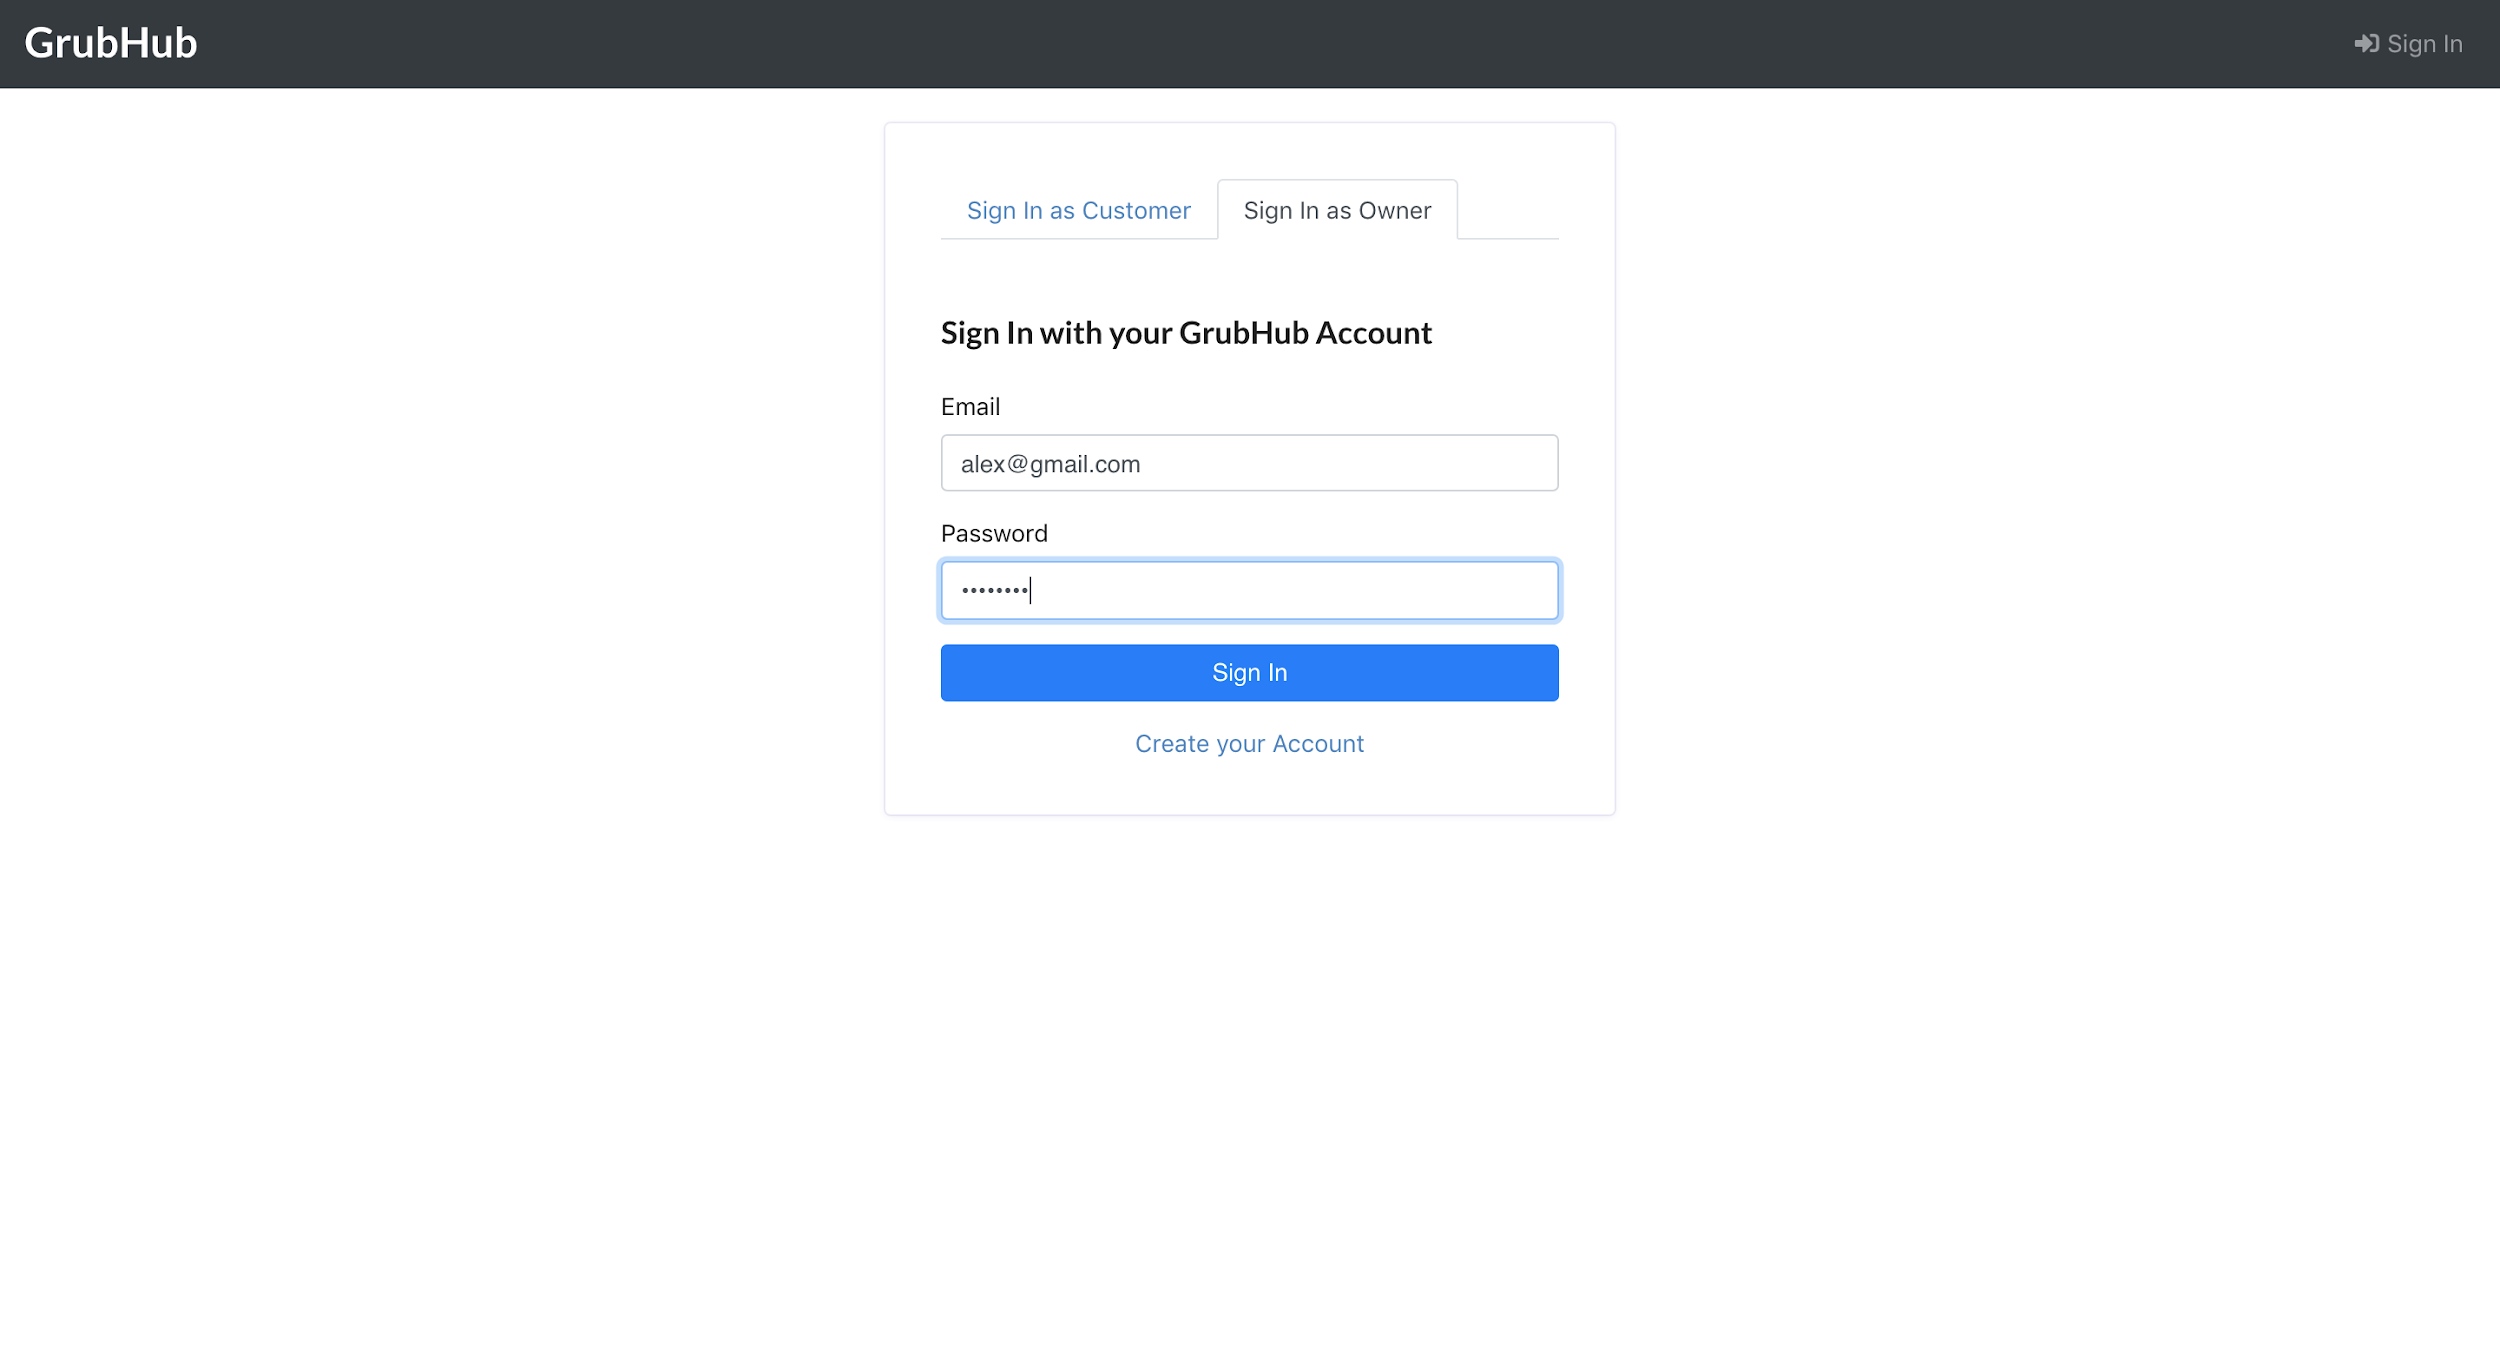 GrubHub
Sign In
Sign In as Customer
Sign In as Owner
Sign In with your GrubHub Account
Email
alex@gmail.com
Password
••••••••
Sign In
Create your Account